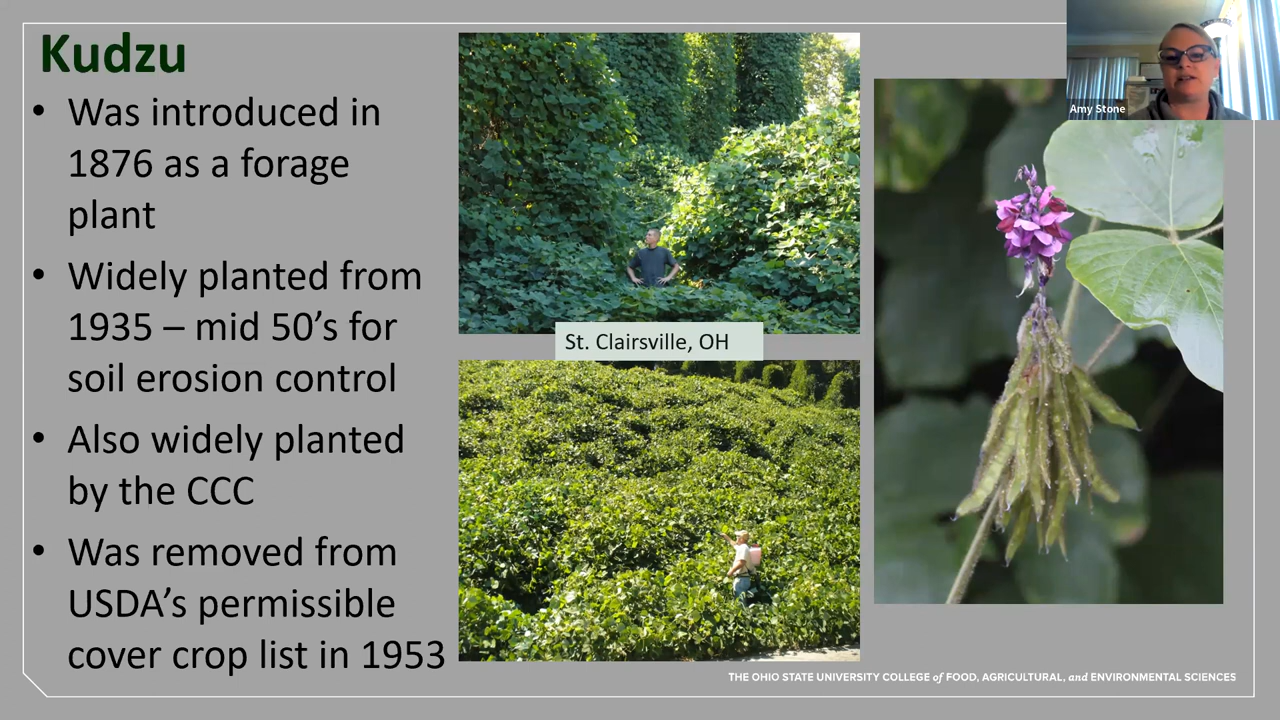 Kudzu
• Was introduced in
1876 as a forage
plant
• Widely planted from
1935 – mid 50’s for
soil erosion control
• Also widely planted
by the CCC
• Was removed from
USDA’s permissible
cover crop list in 1953
St. Clairsville, OH
Amy Stone
THE OHIO STATE UNIVERSITY COLLEGE of FOOD, AGRICULTURAL, and ENVIRONMENTAL SCIENCES